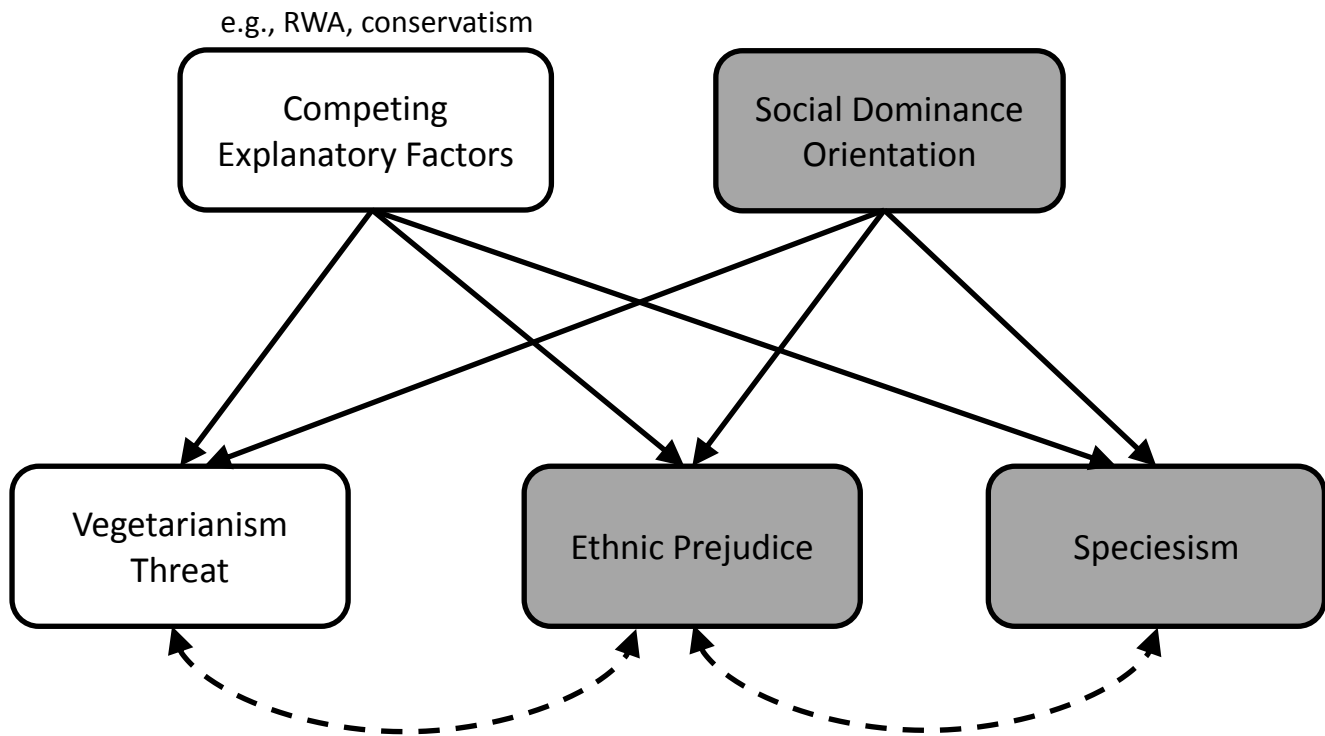 e.g., RWA, conservatism
Competing
Explanatory Factors
Social Dominance
Orientation
Vegetarianism
Threat
Ethnic Prejudice
Speciesism